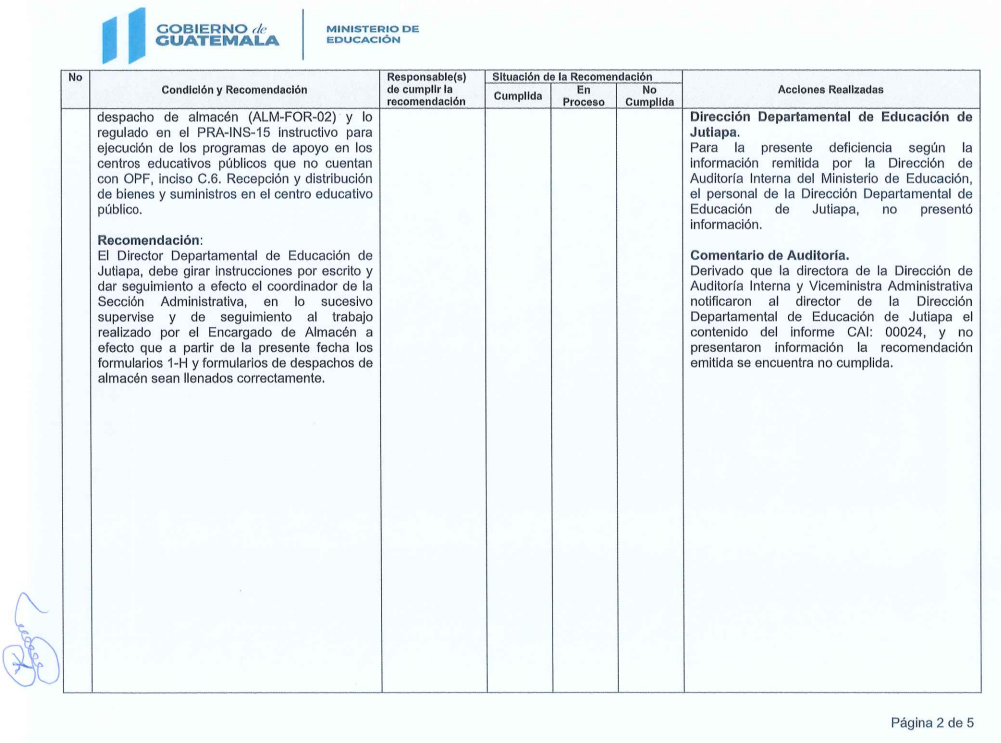 GOBIERNO de
GUATEMALA
MINISTERIO DE
EDUCACIÓN
No
Condición y Recomendación
Responsable(s)
de cumplir la
recomendación
Situación de la Recomendación
Cumplida
En
Proceso
No
Cumplida
Acciones Realizadas
despacho de almacén (ALM-FOR-02) y lo
regulado en el PRA-INS-15 instructivo para
ejecución de los programas de apoyo en los
centros educativos públicos que no cuentan
con OPF, inciso C.6. Recepción y distribución
de bienes y suministros en el centro educativo
público.
Recomendación:
El Director Departamental de Educación de
Jutiapa, debe girar instrucciones por escrito y
dar seguimiento a efecto el coordinador de la
Sección Administrativa, en lo sucesivo
supervise y de seguimiento al trabajo
realizado por el Encargado de Almacén a
efecto que a partir de la presente fecha los
formularios 1-H y formularios de despachos de
almacén sean llenados correctamente.
Dirección Departamental de Educación de
Jutiapa.
Para la presente deficiencia según la
información remitida por la Dirección de
Auditoría Interna del Ministerio de Educación,
el personal de la Dirección Departamental de
Educación de Jutiapa, no presentó
información.
Comentario de Auditoría.
Derivado que la directora de la Dirección de
Auditoría Interna y Viceministra Administrativa
notificaron al director de la Dirección
Departamental de Educación de Jutiapa el
contenido del informe CAI: 00024, y no
presentaron información la recomendación
emitida se encuentra no cumplida.
Página 2 de 5